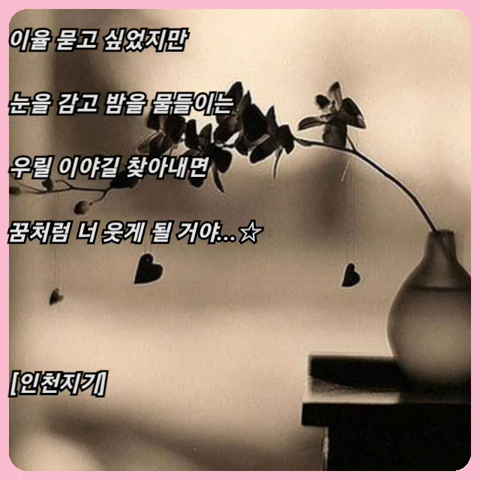 이율 묻고 싶었지만
눈을 감고 밤을 물들이는
우릴 이야길 찾아내면
꿈처럼 너 웃게 될 거야...☆
[인천지기]